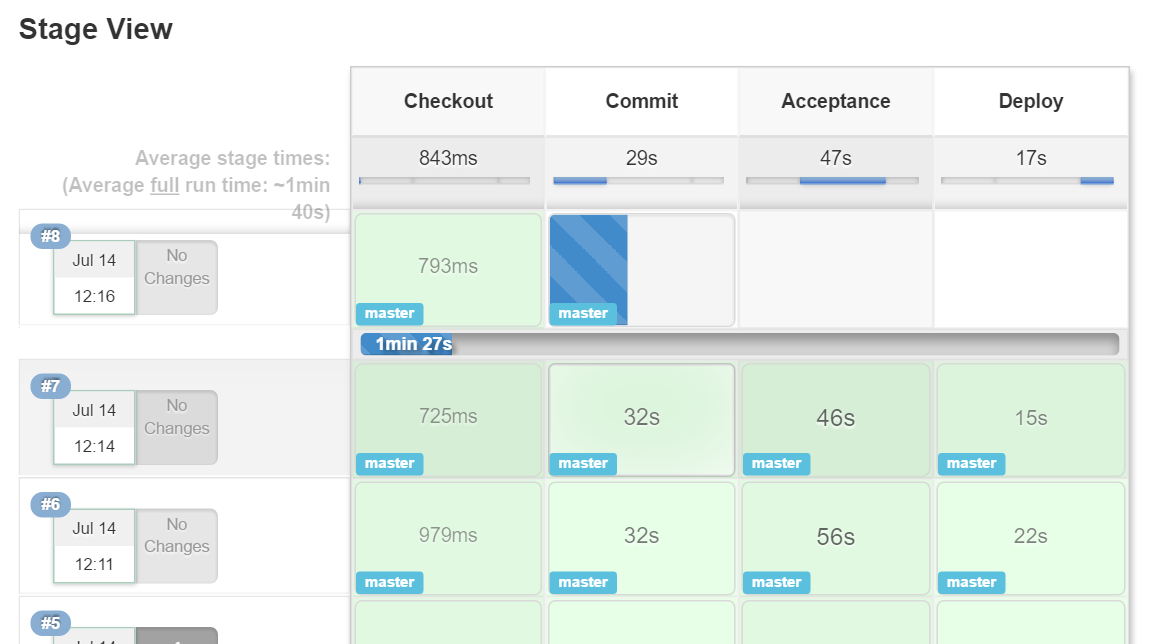 Stage View
Checkout Commit Acceptance Deploy
Average stage times:
(Average full run time: ~1min
40s)
843ms 29s 47s 17s
#8
Jul 14
12:16
No
Changes
793ms
master master
1min 27s
#7
Jul 14
12:14
No
Changes
725ms 32s 46s 15s
master master master master
#6
Jul 14
12:11
No
Changes
979ms 32s 56s 22s
master master master master
#5